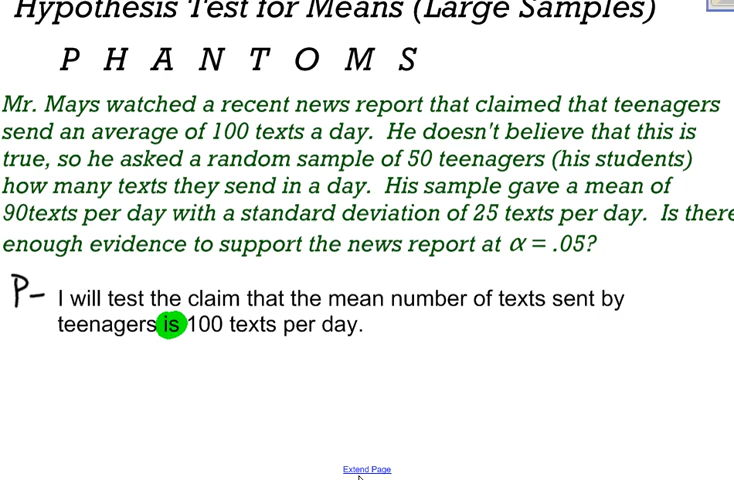 Hypothesis Test for Means (Large Samples)
P H A N T O M S
Mr. Mays watched a recent news report that claimed that teenagers
send an average of 100 texts a day. He doesn't believe that this is
true, so he asked a random sample of 50 teenagers (his students)
how many texts they send in a day. His sample gave a mean of
90texts per day with a standard deviation of 25 texts per day. Is there
enough evidence to support the news report at α = .05?
P- I will test the claim that the mean number of texts sent by
teenagers is 100 texts per day.
Extend Page